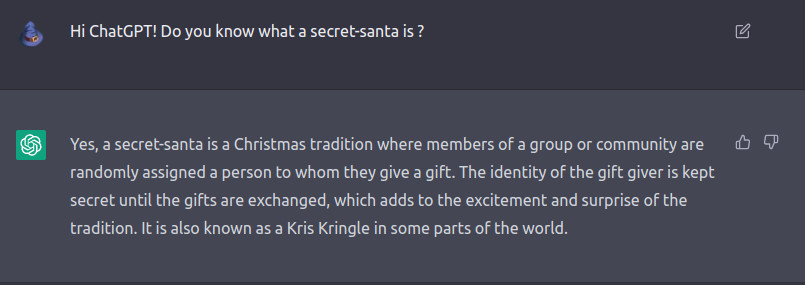 Hi ChatGPT! Do you know what a secret-santa is ?
Yes, a secret-santa is a Christmas tradition where members of a group or community are
randomly assigned a person to whom they give a gift. The identity of the gift giver is kept
secret until the gifts are exchanged, which adds to the excitement and surprise of the
tradition. It is also known as a Kris Kringle in some parts of the world.